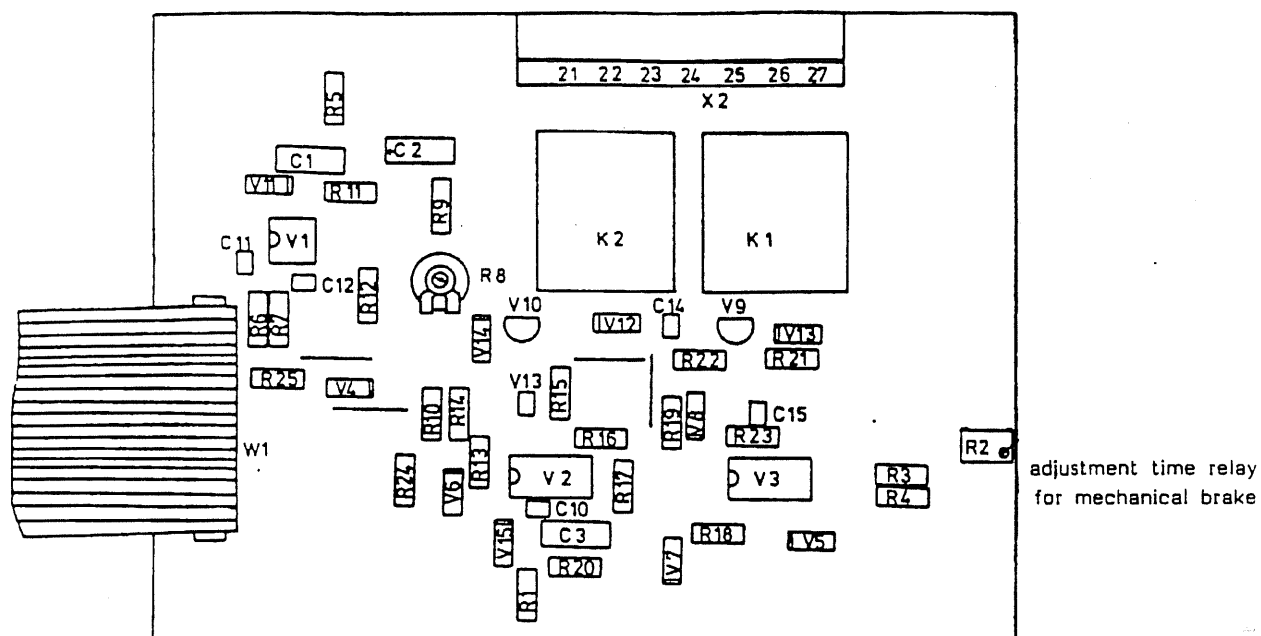 21 22 23 24 25 26 27
X2
R5
C1
C2
V11
R11
R9
K2
K1
C11
V1
C12
R12
R8
R6
R7
V10
V12
C14
V9
V13
V14
R22
R21
R25
V4
V13
R15
R10
R14
R19
V8
C15
R16
R23
W1
R13
R2
R24
V6
V2
R17
V3
R3
R4
adjustment time relay
for mechanical brake
C10
V15
C3
R18
V5
R20
V7
R1